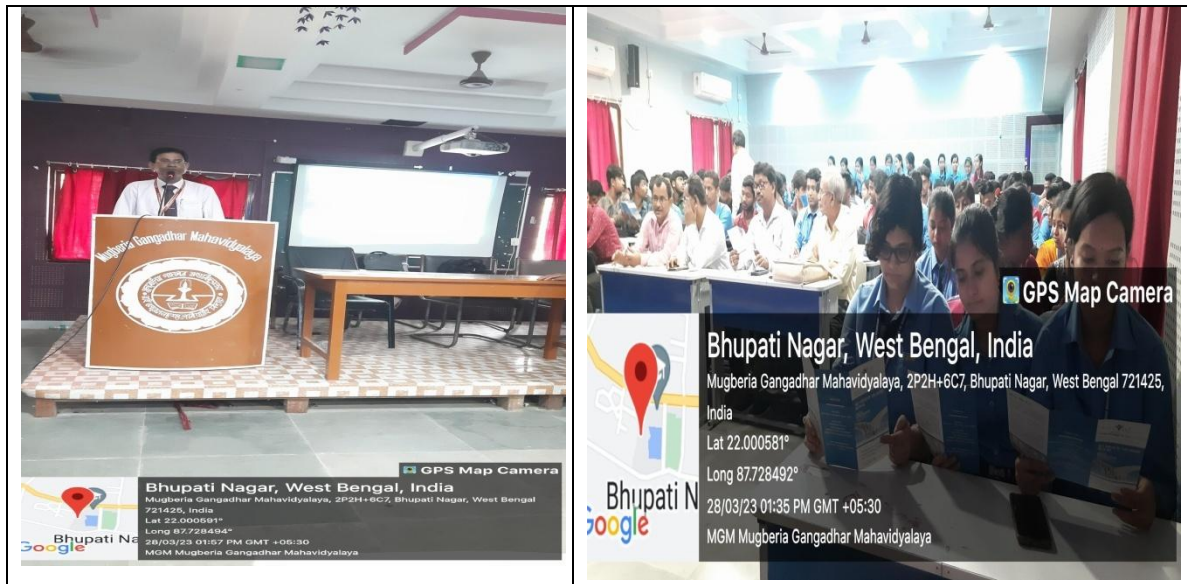 Mugberia Gangadhar Mahavidyalaya
GPS Map Camera
Bhupati Nagar, West Bengal, India
Mugberia Gangadhar Mahavidyalaya, 2P2H+6C7, Bhupati Nagar, West Bengal
721425, India
Lat 22.000591°
Long 87.728494°
28/03/23 01:57 PM GMT +05:30
MGM Mugberia Gangadhar Mahavidyalaya
Bhupati Na
Google
GPS Map Camera
Bhupati Nagar, West Bengal, India
Mugberia Gangadhar Mahavidyalaya, 2P2H+6C7, Bhupati Nagar, West Bengal 721425,
India
Lat 22.000581°
Long 87.728492°
28/03/23 01:35 PM GMT +05:30
MGM Mugberia Gangadhar Mahavidyalaya
Bhupati N
Google